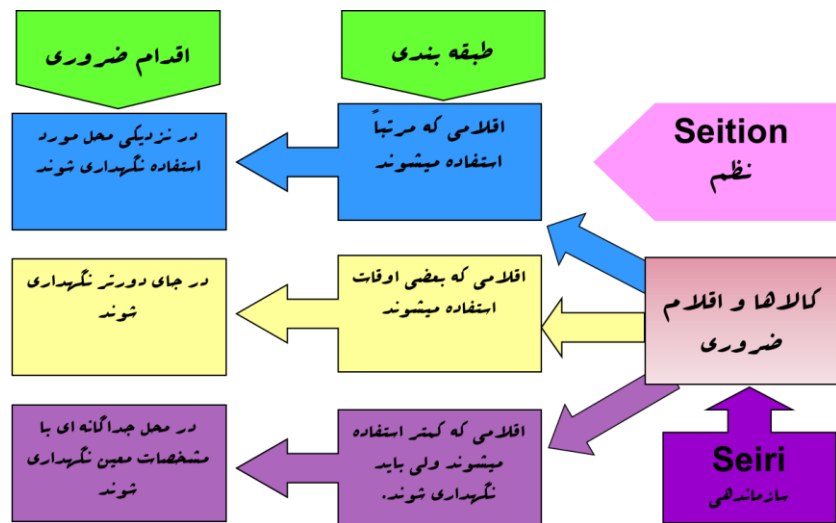 Seition
نظم
طبقه بندی
اقدام ضروری
اقلامی که مرتباً
استفاده میشوند
در نزدیکی محل مورد
استفاده نگهداری شوند
کالاها و اقلام
ضروری
اقلامی که بعضی اوقات
استفاده میشوند
در جای دورتر نگهداری
شوند
Seiri
سازماندهی
اقلامی که کمتر استفاده
میشوند ولی باید
نگهداری شوند.
در محل جداگانه ای با
مشخصات معین نگهداری
شوند